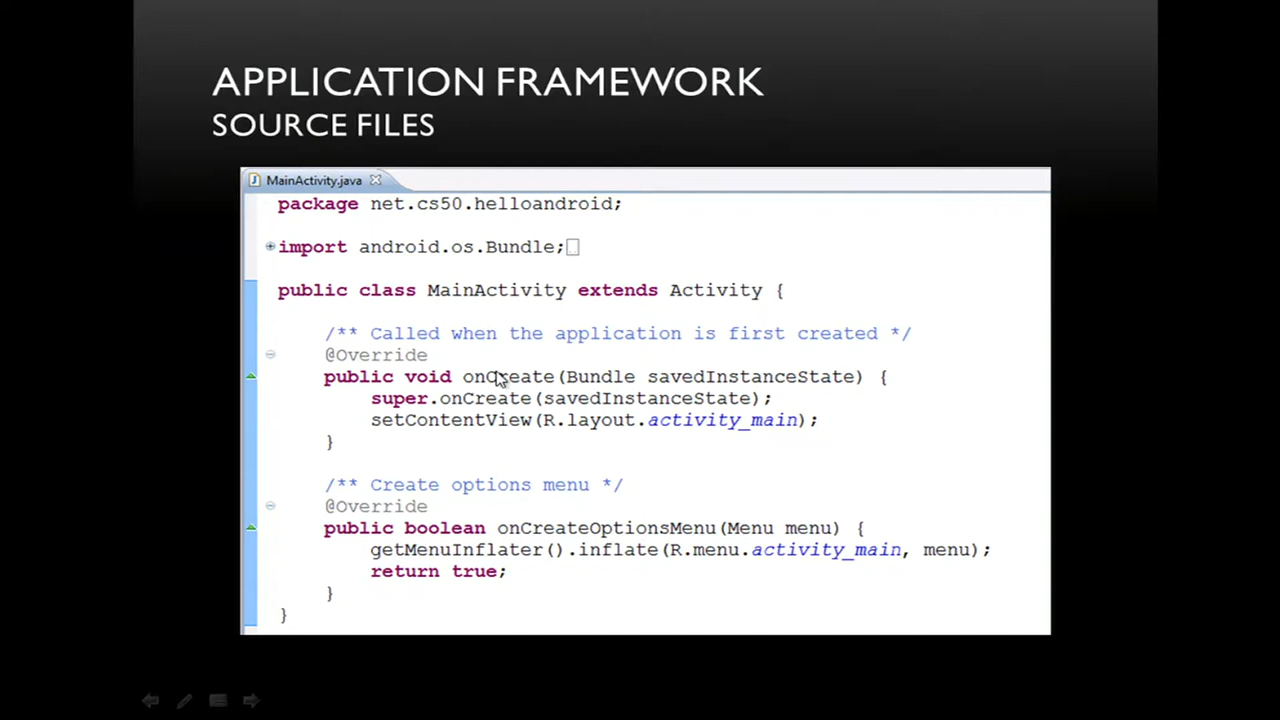 APPLICATION FRAMEWORK
SOURCE FILES
MainActivity.java
package net.cs50.helloandroid;
import android.os.Bundle;
public class MainActivity extends Activity {
/** Called when the application is first created */
@Override
public void onCreate(Bundle savedInstanceState) {
super.onCreate(savedInstanceState);
setContentView(R.layout.activity_main);
}
/** Create options menu */
@Override
public boolean onCreateOptionsMenu(Menu menu) {
getMenuInflater().inflate(R.menu.activity_main, menu);
return true;
}
}